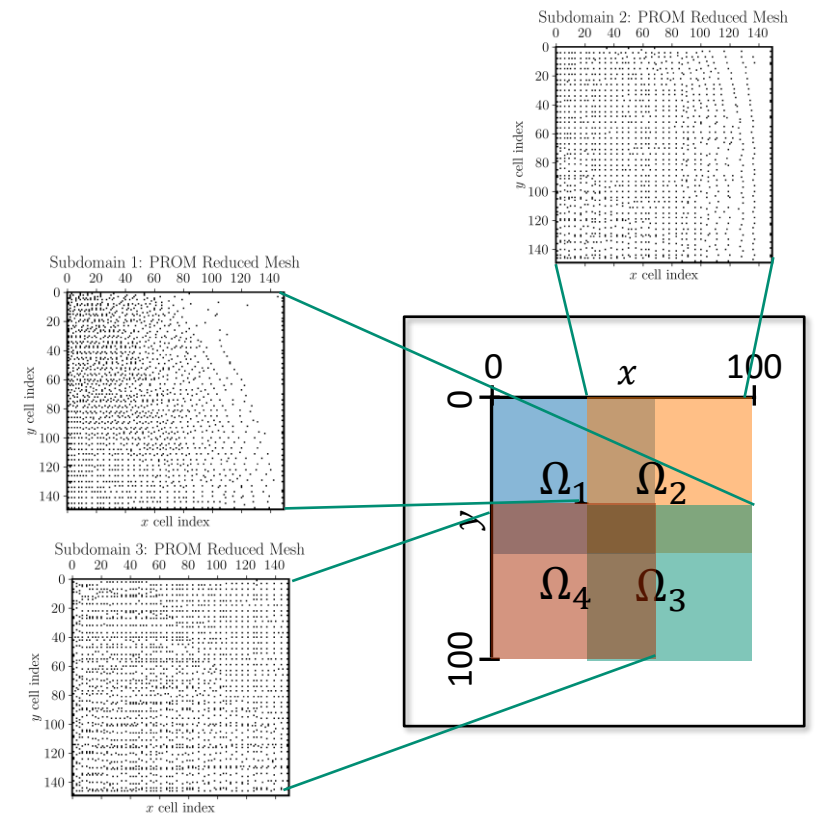 Subdomain 2: PROM Reduced Mesh
0 20 40 60 80 100 120 140
0
20
40
60
80
100
120
140
y cell index
x cell index
Subdomain 1: PROM Reduced Mesh
0 20 40 60 80 100 120 140
0
20
40
60
80
100
120
140
y cell index
x cell index
0 x 100
0
y
100
Ω₁ Ω₂
Ω₄ Ω₃
Subdomain 3: PROM Reduced Mesh
0 20 40 60 80 100 120 140
0
20
40
60
80
100
120
140
y cell index
x cell index